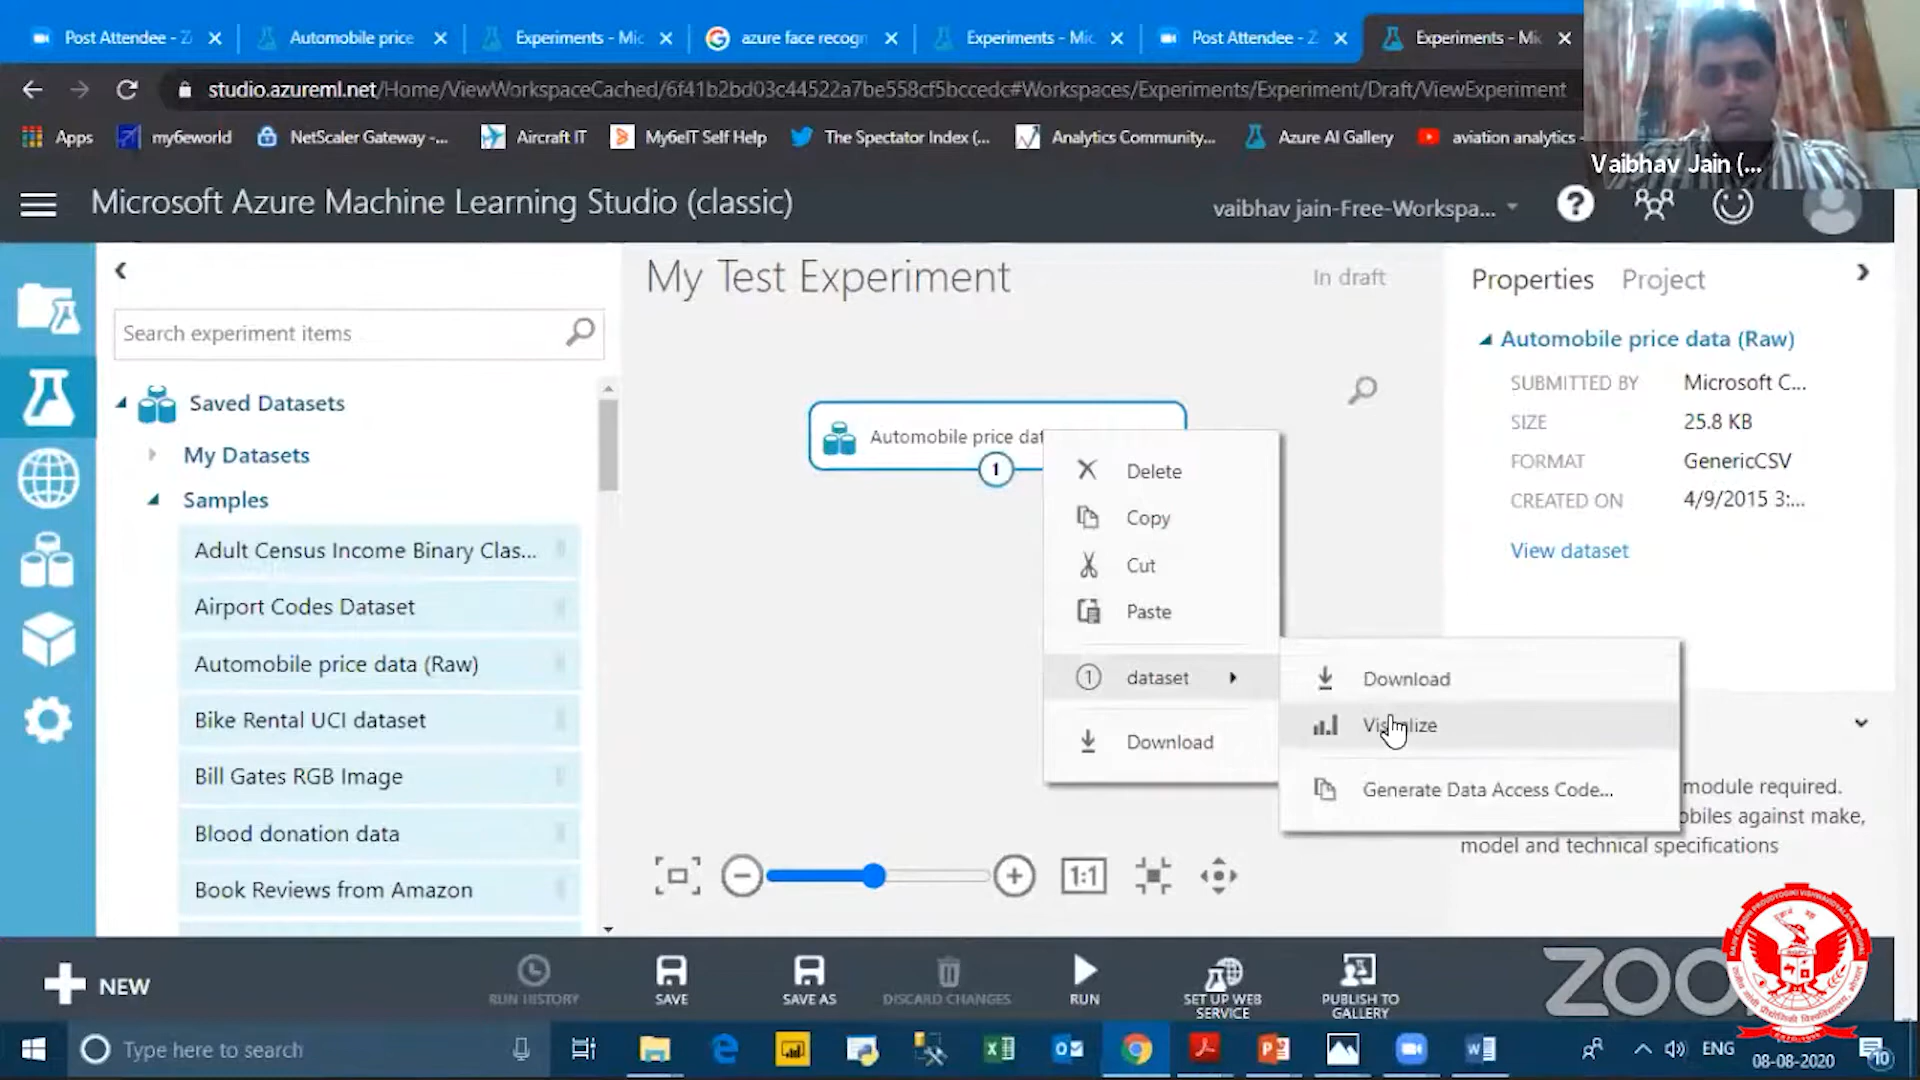 Post Attendee - Z
Automobile price
Experiments - Mic
azure face recogn
Experiments - Mic
Post Attendee - Z
Experiments - Mic
studio.azureml.net/Home/ViewWorkspaceCached/6f41b2bd03c44522a7be558cf5bccedc#Workspaces/Experiments/Experiment/Draft/ViewExperiment
Apps
my6eworld
NetScaler Gateway -...
Aircraft IT
My6eIT Self Help
The Spectator Index (...
Analytics Community...
Azure AI Gallery
aviation analytics -
Vaibhav Jain (...
Microsoft Azure Machine Learning Studio (classic)
vaibhav jain-Free-Workspa...
?
Search experiment items
Saved Datasets
My Datasets
Samples
Adult Census Income Binary Clas...
Airport Codes Dataset
Automobile price data (Raw)
Bike Rental UCI dataset
Bill Gates RGB Image
Blood donation data
Book Reviews from Amazon
My Test Experiment
In draft
Automobile price dat
1
Delete
Copy
Cut
Paste
1 dataset
Download
Download
Visualize
Generate Data Access Code...
1:1
Properties
Project
Automobile price data (Raw)
SUBMITTED BY Microsoft C...
SIZE 25.8 KB
FORMAT GenericCSV
CREATED ON 4/9/2015 3:...
View dataset
module required.
obiles against make,
model and technical specifications
NEW
RUN HISTORY
SAVE
SAVE AS
DISCARD CHANGES
RUN
SET UP WEB SERVICE
PUBLISH TO GALLERY
Type here to search
ENG
08-08-2020
10